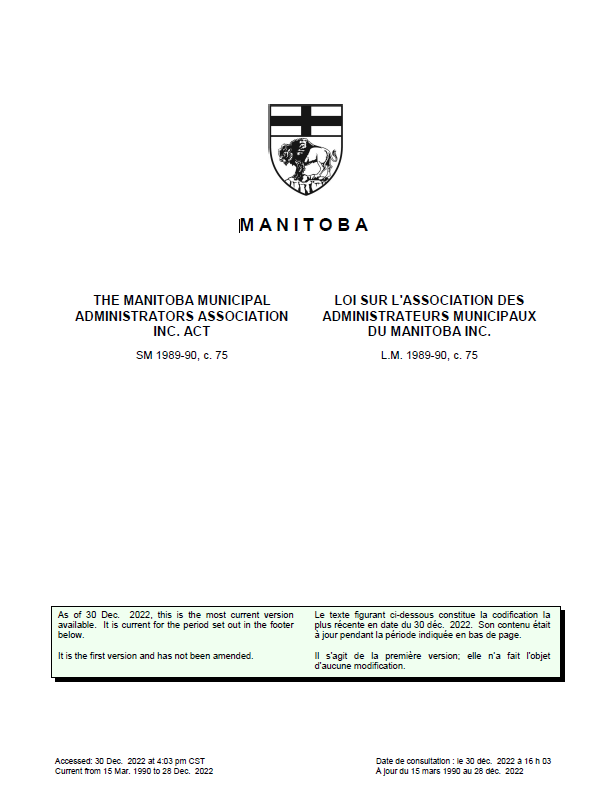 MANITOBA
THE MANITOBA MUNICIPAL
ADMINISTRATORS ASSOCIATION
INC. ACT
SM 1989-90, c. 75
LOI SUR L'ASSOCIATION DES
ADMINISTRATEURS MUNICIPAUX
DU MANITOBA INC.
L.M. 1989-90, c. 75
As of 30 Dec. 2022, this is the most current version
available. It is current for the period set out in the footer
below.
It is the first version and has not been amended.
Le texte figurant ci-dessous constitue la codification la
plus récente en date du 30 déc. 2022. Son contenu était
à jour pendant la période indiquée en bas de page.
Il s'agit de la première version; elle n'a fait l'objet
d'aucune modification.
Accessed: 30 Dec. 2022 at 4:03 pm CST
Current from 15 Mar. 1990 to 28 Dec. 2022
Date de consultation : le 30 déc. 2022 à 16 h 03
À jour du 15 mars 1990 au 28 déc. 2022